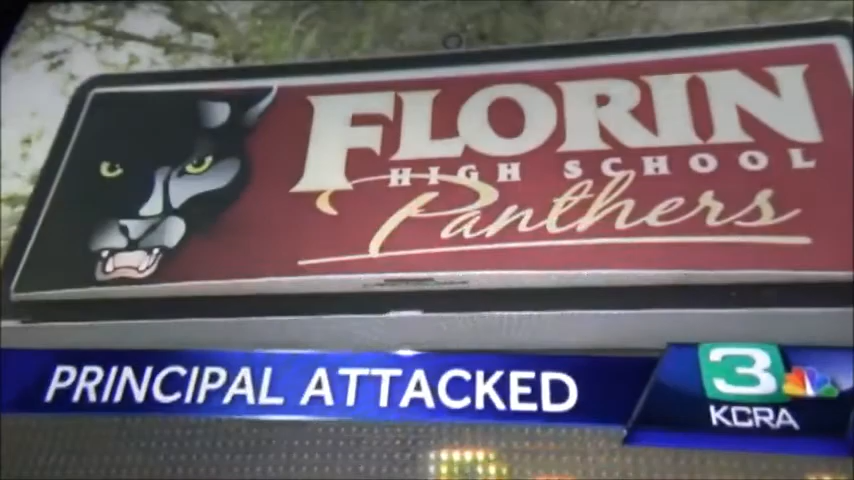 FLORIN
HIGH SCHOOL
Panthers
PRINCIPAL ATTACKED
3
KCRA